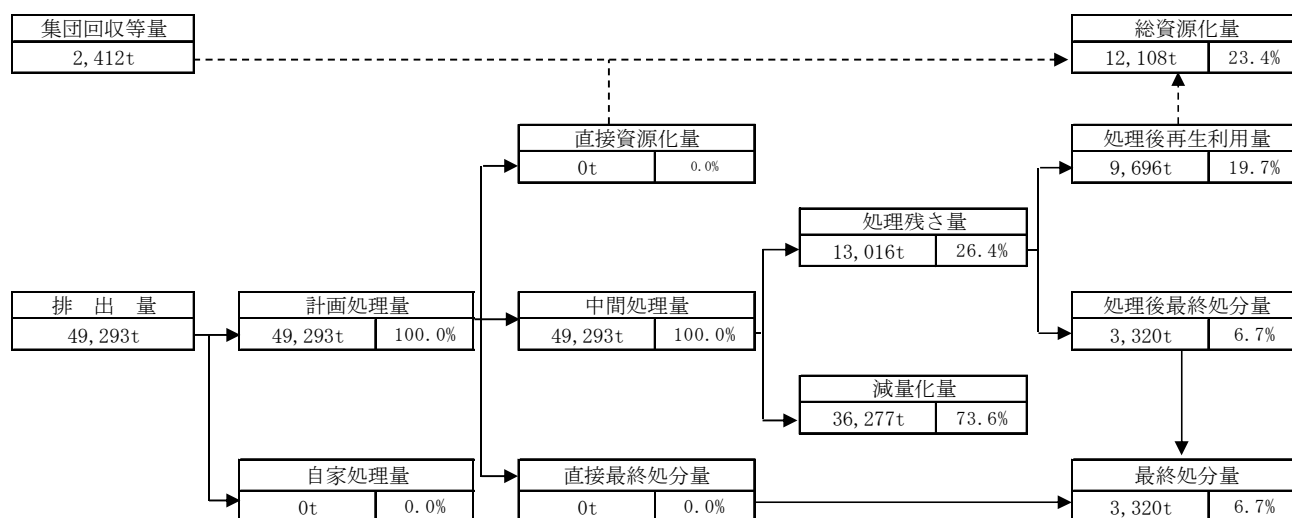 集団回収等量
2,412t
総資源化量
12,108t 23.4%
直接資源化量
0t 0.0%
処理後再生利用量
9,696t 19.7%
処理残さ量
13,016t 26.4%
排 出 量
49,293t
計画処理量
49,293t 100.0%
中間処理量
49,293t 100.0%
処理後最終処分量
3,320t 6.7%
減量化量
36,277t 73.6%
自家処理量
0t 0.0%
直接最終処分量
0t 0.0%
最終処分量
3,320t 6.7%